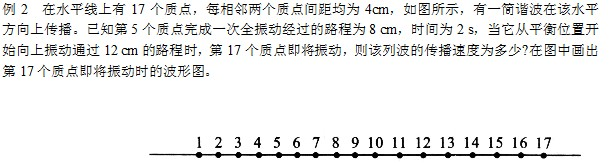 例 2 在水平线上有 17 个质点，每相邻两个质点间距均为 4cm，如图所示，有一简谐波在该水平
方向上传播。已知第 5 个质点完成一次全振动经过的路程为 8 cm，时间为 2 s，当它从平衡位置开
始向上振动通过 12 cm 的路程时，第 17 个质点即将振动，则该列波的传播速度为多少?在图中画出
第 17 个质点即将振动时的波形图。
1 2 3 4 5 6 7 8 9 10 11 12 13 14 15 16 17